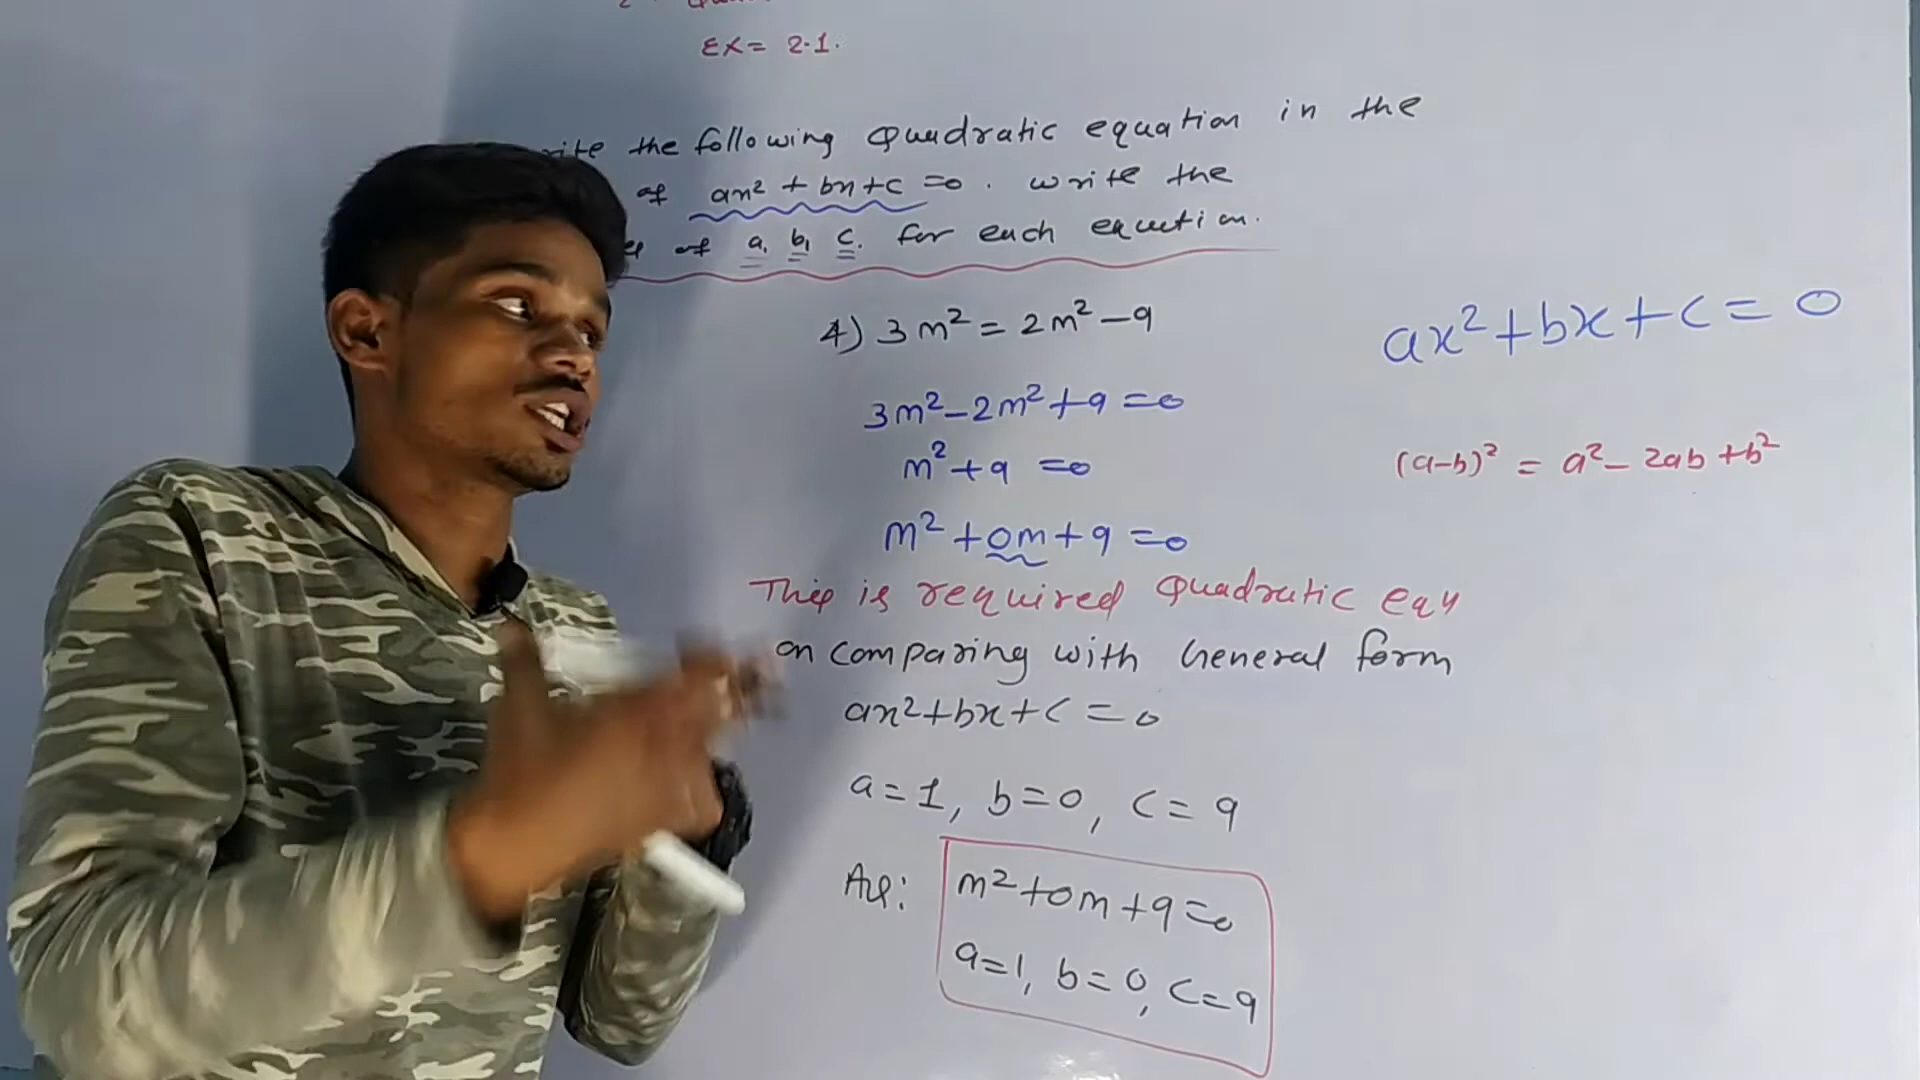 EX= 2.1.
the following Quadratic equation in the
of ax² + bx + c = 0. write the
of a, b, c. for each equation.
4) 3m² = 2m² - 9
ax² + bx + c = 0
3m² - 2m² + 9 = 0
m² + 9 = 0
(a-b)² = a² - 2ab + b²
m² + 0m + 9 = 0
This is required Quadratic eqn
on comparing with General form
ax² + bx + c = 0
a = 1, b = 0, c = 9
As: m² + 0m + 9 = 0
a = 1, b = 0, c = 9